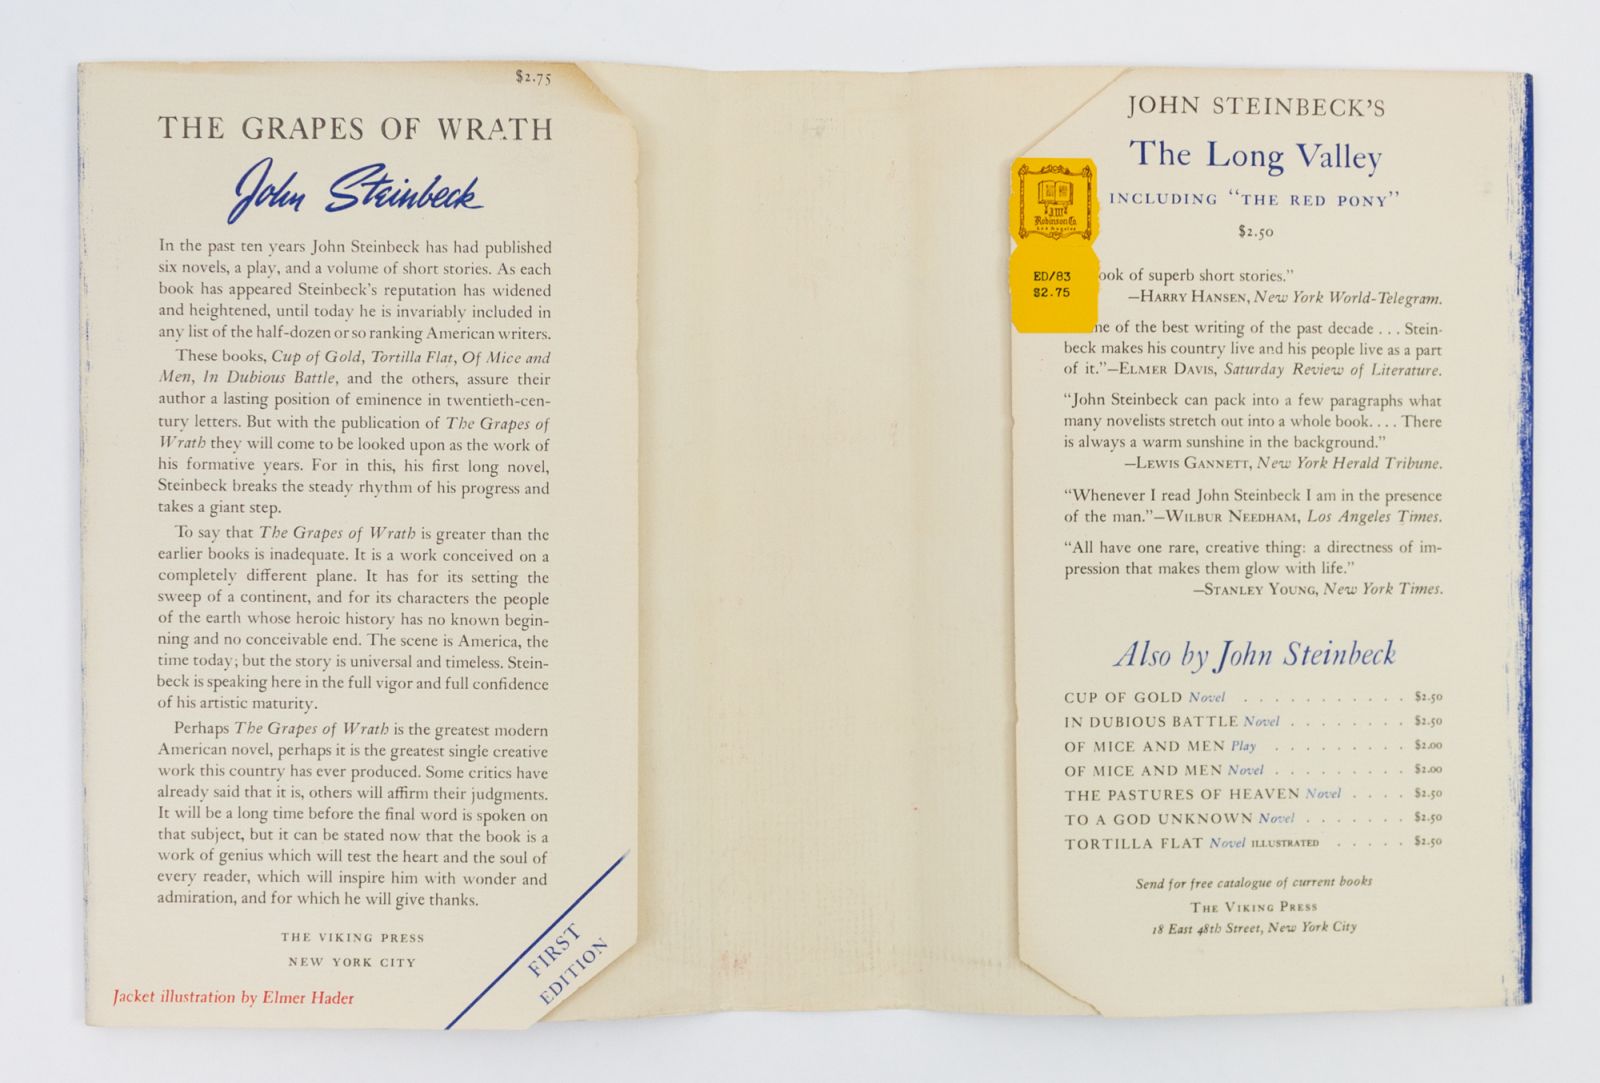 $2.75
THE GRAPES OF WRATH
John Steinbeck
In the past ten years John Steinbeck has had published
six novels, a play, and a volume of short stories. As each
book has appeared Steinbeck's reputation has widened
and heightened, until today he is invariably included in
any list of the half-dozen or so ranking American writers.
These books, Cup of Gold, Tortilla Flat, Of Mice and
Men, In Dubious Battle, and the others, assure their
author a lasting position of eminence in twentieth-cen-
tury letters. But with the publication of The Grapes of
Wrath they will come to be looked upon as the work of
his formative years. For in this, his first long novel,
Steinbeck breaks the steady rhythm of his progress and
takes a giant step.
To say that The Grapes of Wrath is greater than the
earlier books is inadequate. It is a work conceived on a
completely different plane. It has for its setting the
sweep of a continent, and for its characters the people
of the earth whose heroic history has no known begin-
ning and no conceivable end. The scene is America, the
time today; but the story is universal and timeless. Stein-
beck is speaking here in the full vigor and full confidence
of his artistic maturity.
Perhaps The Grapes of Wrath is the greatest modern
American novel, perhaps it is the greatest single creative
work this country has ever produced. Some critics have
already said that it is, others will affirm their judgments.
It will be a long time before the final word is spoken on
that subject, but it can be stated now that the book is a
work of genius which will test the heart and the soul of
every reader, which will inspire him with wonder and
admiration, and for which he will give thanks.
THE VIKING PRESS
NEW YORK CITY
Jacket illustration by Elmer Hader
FIRST
EDITION
JOHN STEINBECK'S
The Long Valley
INCLUDING "THE RED PONY"
$2.50
J.W.
Robinson Co.
Los Angeles
ED/83
$2.75
ook of superb short stories."
—HARRY HANSEN, New York World-Telegram.
ne of the best writing of the past decade . . . Stein-
beck makes his country live and his people live as a part
of it."—ELMER DAVIS, Saturday Review of Literature.
"John Steinbeck can pack into a few paragraphs what
many novelists stretch out into a whole book. . . . There
is always a warm sunshine in the background."
—LEWIS GANNETT, New York Herald Tribune.
"Whenever I read John Steinbeck I am in the presence
of the man."—WILBUR NEEDHAM, Los Angeles Times.
"All have one rare, creative thing: a directness of im-
pression that makes them glow with life."
—STANLEY YOUNG, New York Times.
Also by John Steinbeck
CUP OF GOLD Novel . . . . . . . . . . . $2.50
IN DUBIOUS BATTLE Novel . . . . . . . . $2.50
OF MICE AND MEN Play . . . . . . . . . $2.00
OF MICE AND MEN Novel . . . . . . . . . $2.00
THE PASTURES OF HEAVEN Novel . . . . $2.50
TO A GOD UNKNOWN Novel . . . . . . . $2.50
TORTILLA FLAT Novel ILLUSTRATED . . . . . $2.50
Send for free catalogue of current books
THE VIKING PRESS
18 East 48th Street, New York City